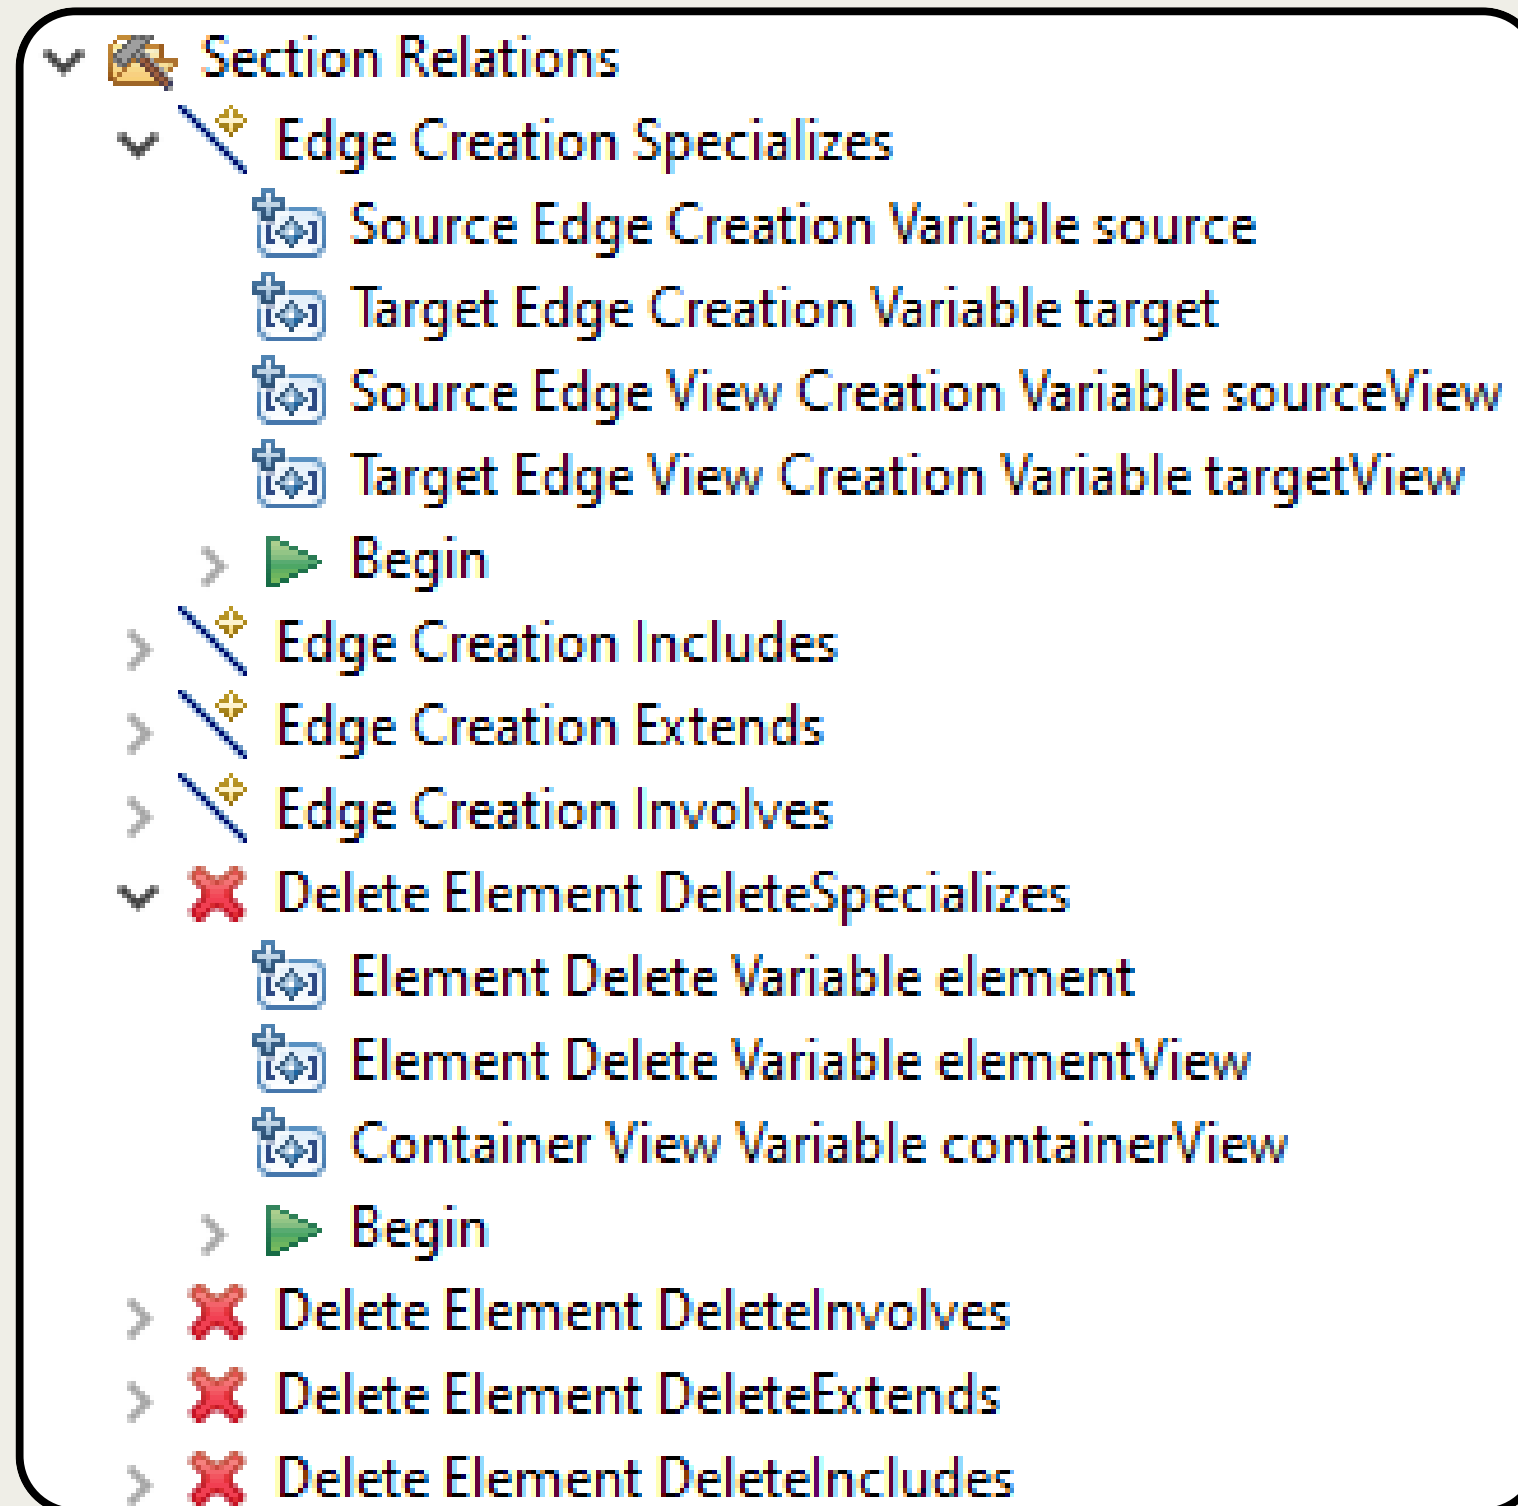 Section Relations
Edge Creation Specializes
Source Edge Creation Variable source
Target Edge Creation Variable target
Source Edge View Creation Variable sourceView
Target Edge View Creation Variable targetView
Begin
Edge Creation Includes
Edge Creation Extends
Edge Creation Involves
Delete Element DeleteSpecializes
Element Delete Variable element
Element Delete Variable elementView
Container View Variable containerView
Begin
Delete Element DeleteInvolves
Delete Element DeleteExtends
Delete Element DeleteIncludes